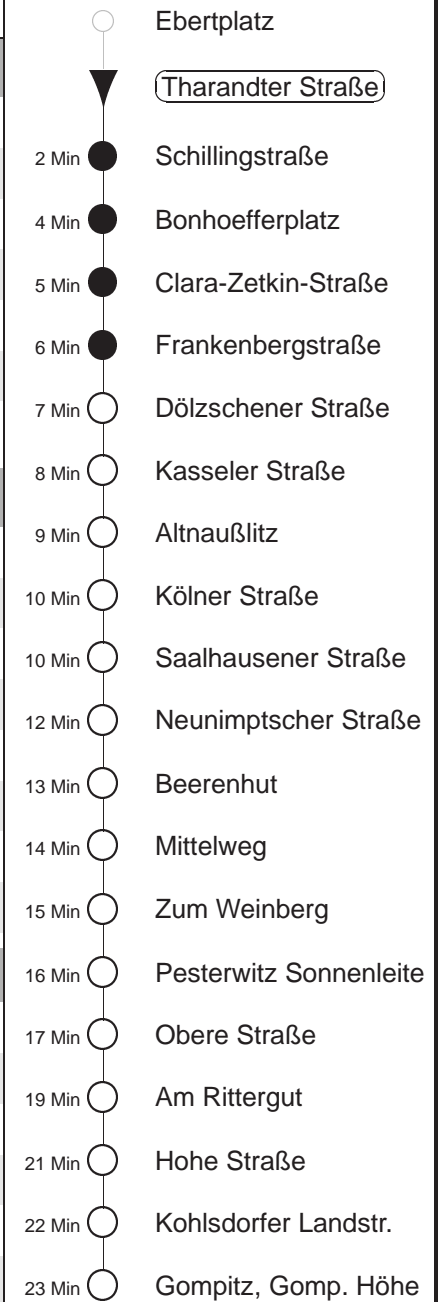 Ebertplatz
Tharandter Straße
2 Min Schillingstraße
4 Min Bonhoefferplatz
5 Min Clara-Zetkin-Straße
6 Min Frankenbergstraße
7 Min Dölzschener Straße
8 Min Kasseler Straße
9 Min Altnaußlitz
10 Min Kölner Straße
10 Min Saalhausener Straße
12 Min Neunimptscher Straße
13 Min Beerenhut
14 Min Mittelweg
15 Min Zum Weinberg
16 Min Pesterwitz Sonnenleite
17 Min Obere Straße
19 Min Am Rittergut
21 Min Hohe Straße
22 Min Kohlsdorfer Landstr.
23 Min Gompitz, Gomp. Höhe